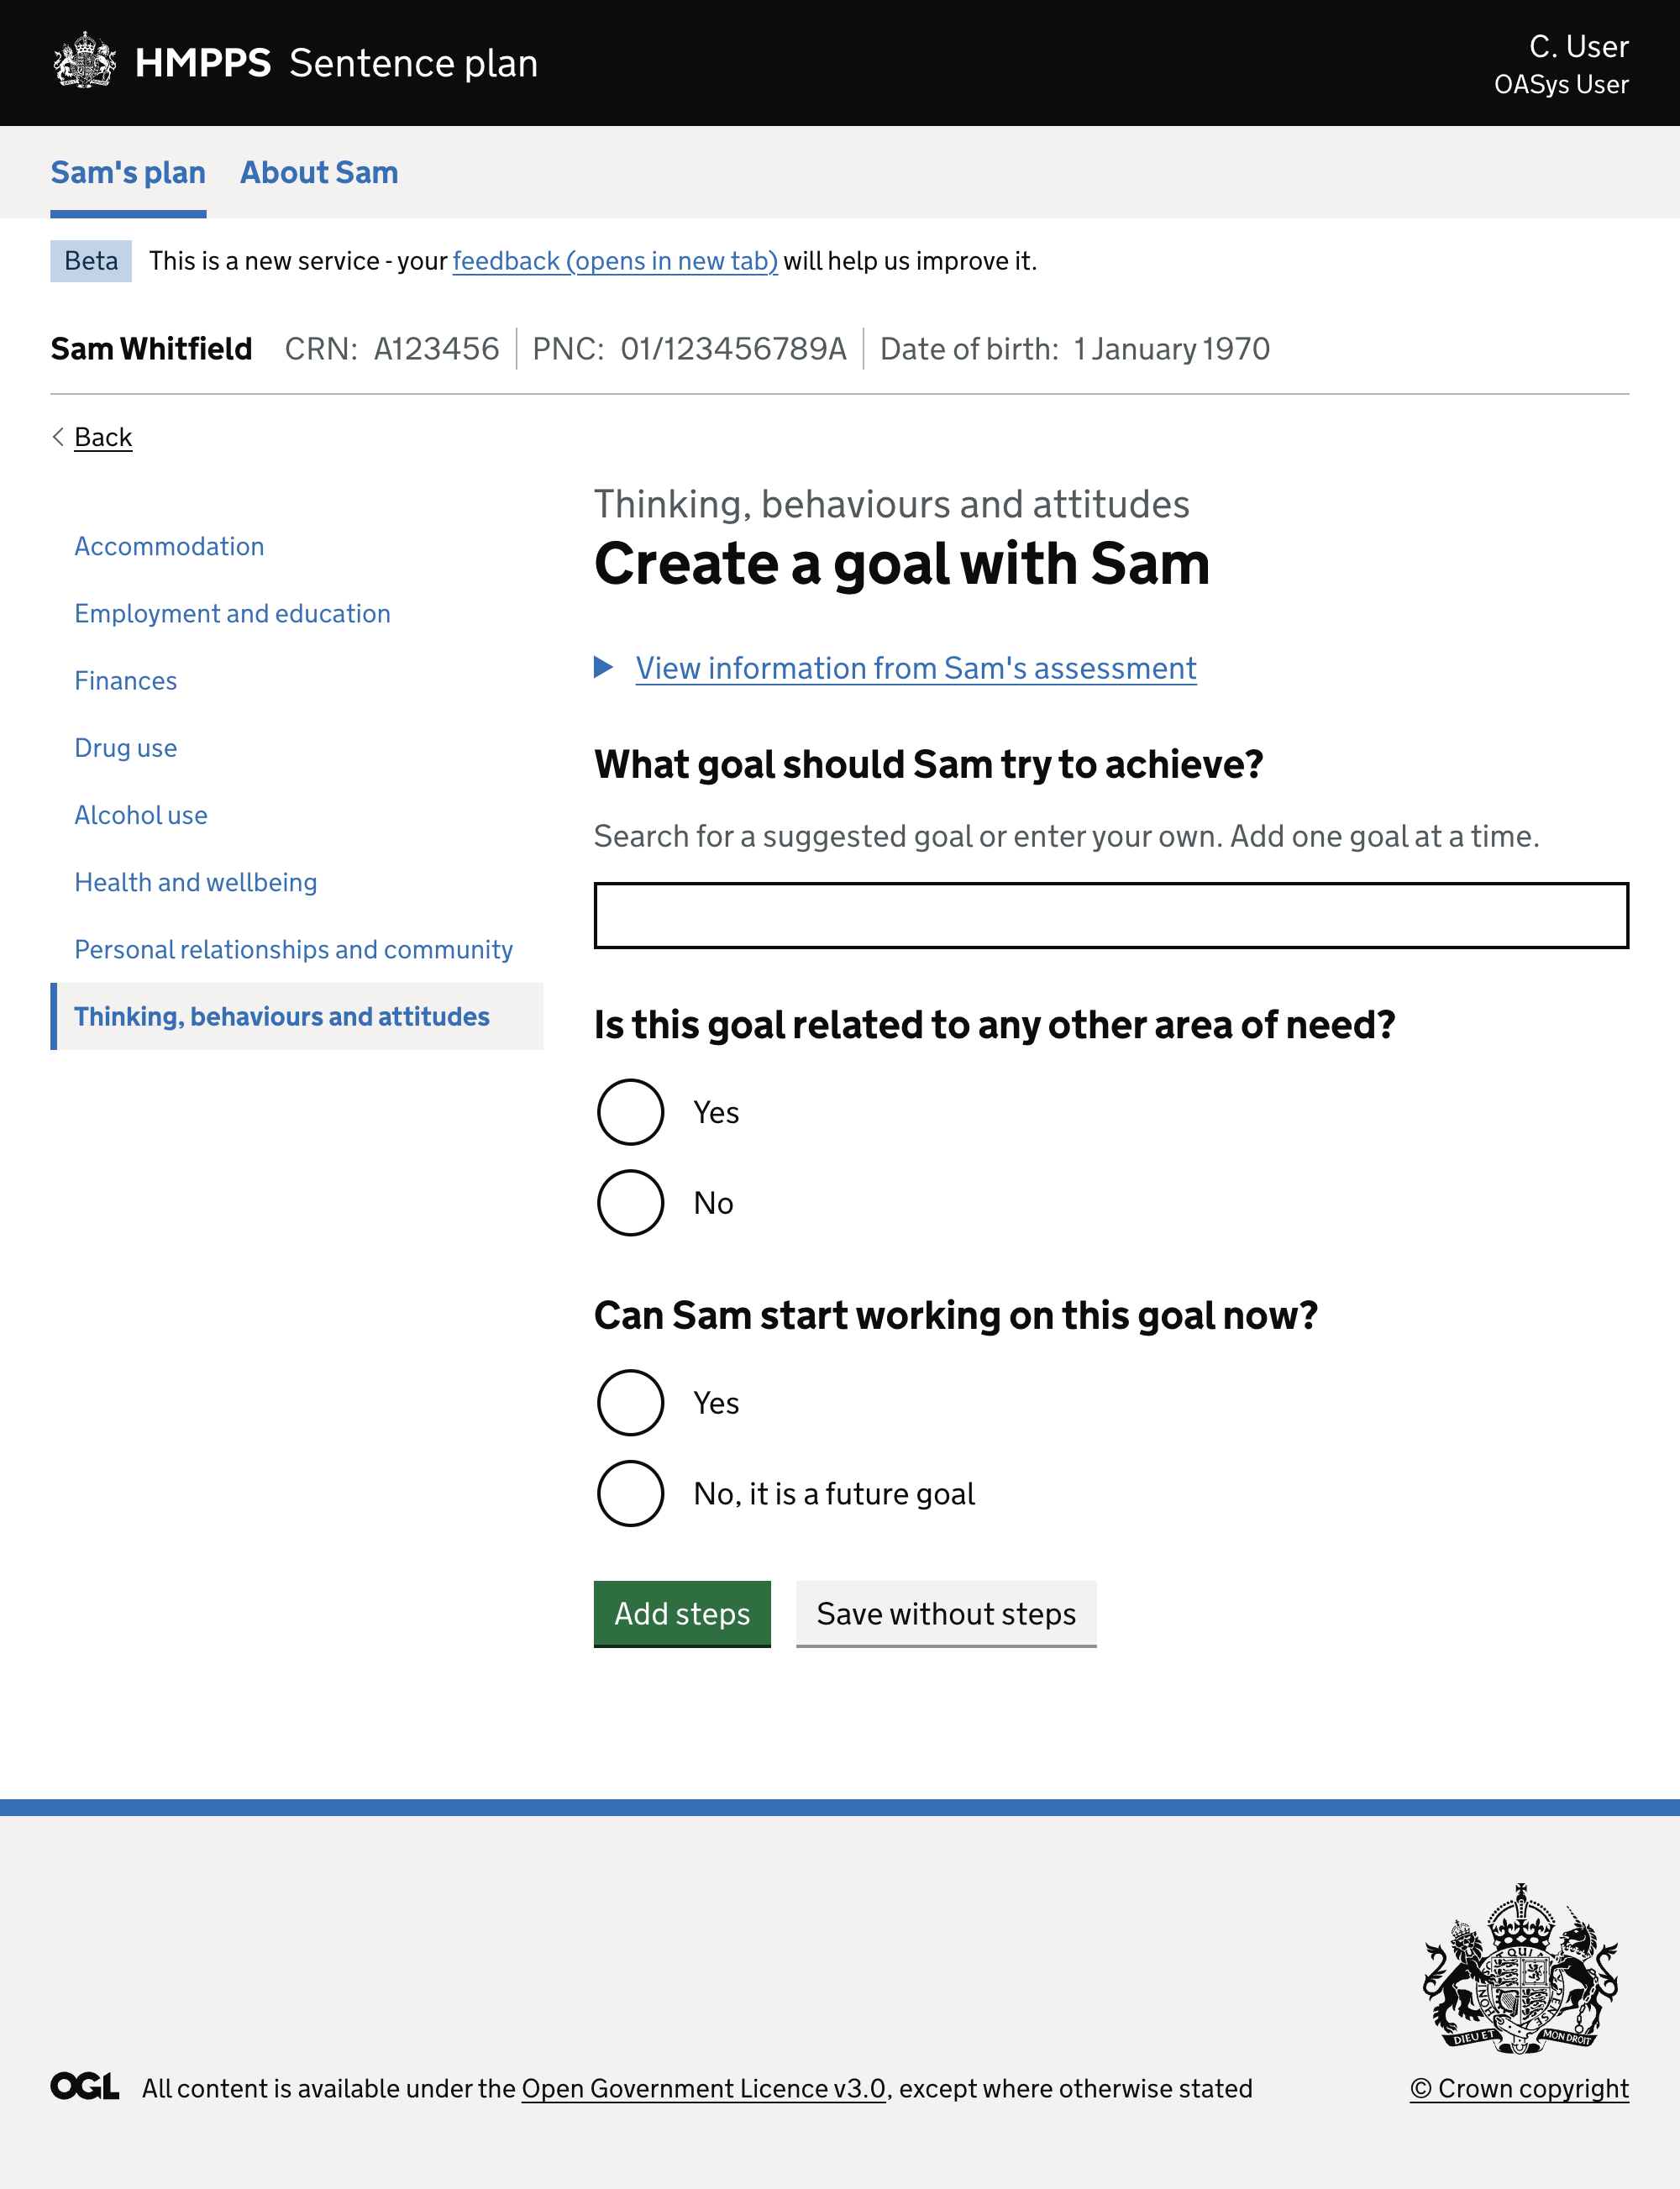 HMPPS Sentence plan
C. User
OASys User
Sam's plan About Sam
Beta This is a new service - your feedback (opens in new tab) will help us improve it.
Sam Whitfield CRN: A123456 PNC: 01/123456789A Date of birth: 1 January 1970
Back
Accommodation
Employment and education
Finances
Drug use
Alcohol use
Health and wellbeing
Personal relationships and community
Thinking, behaviours and attitudes
Thinking, behaviours and attitudes
Create a goal with Sam
View information from Sam's assessment
What goal should Sam try to achieve?
Search for a suggested goal or enter your own. Add one goal at a time.
Is this goal related to any other area of need?
Yes
No
Can Sam start working on this goal now?
Yes
No, it is a future goal
Add steps Save without steps
DIEU ET MON DROIT
OGL All content is available under the Open Government Licence v3.0, except where otherwise stated
© Crown copyright